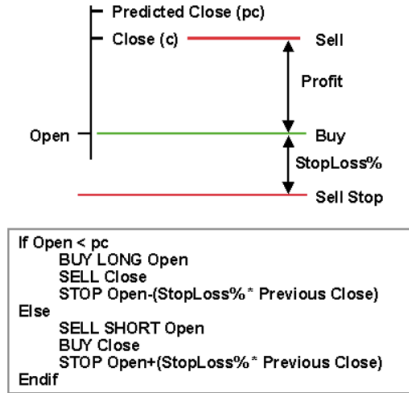 Predicted Close (pc)
Close (c)
Sell
Profit
Open
Buy
StopLoss%
Sell Stop
If Open < pc
BUY LONG Open
SELL Close
STOP Open-(StopLoss%* Previous Close)
Else
SELL SHORT Open
BUY Close
STOP Open+(StopLoss%* Previous Close)
Endif